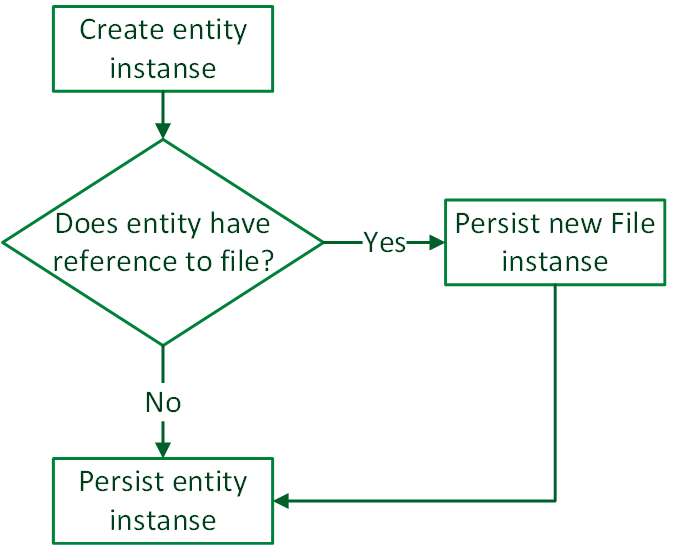 Create entity
instanse
Does entity have
reference to file?
Yes
Persist new File
instanse
No
Persist entity
instanse